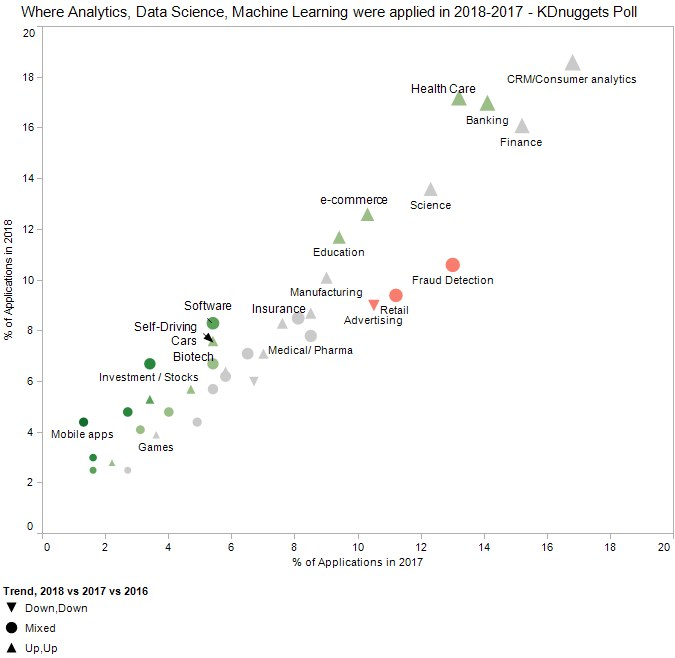 Where Analytics, Data Science, Machine Learning were applied in 2018-2017 - KDnuggets Poll
20
18
16
14
12
10
8
6
4
2
0
% of Applications in 2018
CRM/Consumer analytics
Health Care
Banking
Finance
e-commerce
Science
Education
Fraud Detection
Manufacturing
Software
Insurance
Retail
Advertising
Self-Driving
Cars
Biotech
Medical/ Pharma
Investment / Stocks
Mobile apps
Games
0
2
4
6
8
10
12
14
16
18
20
% of Applications in 2017
Trend, 2018 vs 2017 vs 2016
Down,Down
Mixed
Up,Up